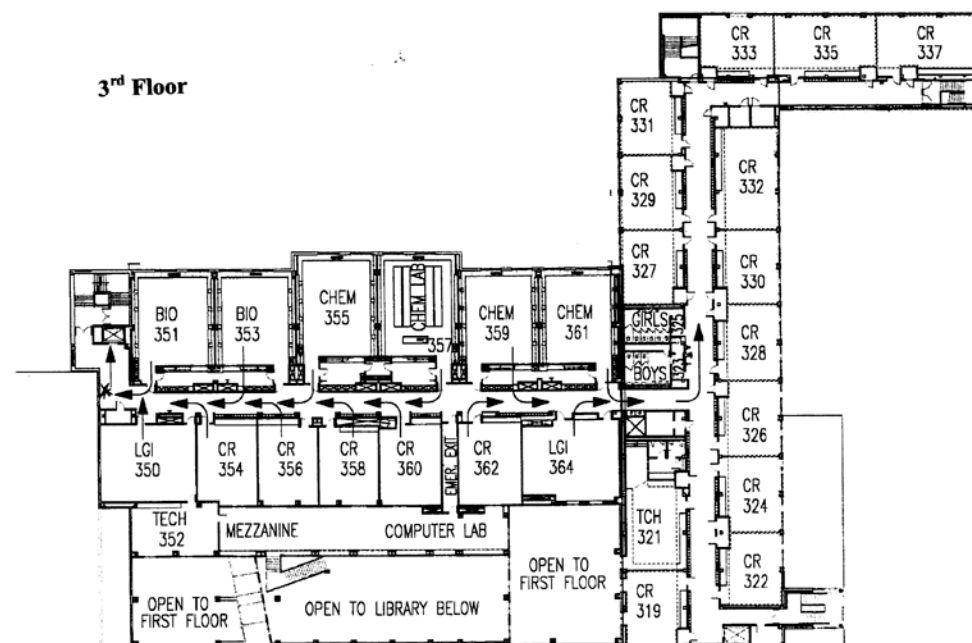 3rd Floor
CR
333
CR
335
CR
337
CR
331
CR
329
CR
332
CR
327
CR
330
BIO
351
BIO
353
CHEM
355
CHEM LAB
357
CHEM
359
CHEM
361
GIRLS
325
BOYS
323
CR
328
LGI
350
CR
354
CR
356
CR
358
CR
360
EMER. EXIT
CR
362
LGI
364
CR
326
CR
324
TECH
352
MEZZANINE
COMPUTER LAB
TCH
321
OPEN TO
FIRST FLOOR
CR
322
OPEN TO
FIRST FLOOR
OPEN TO LIBRARY BELOW
CR
319